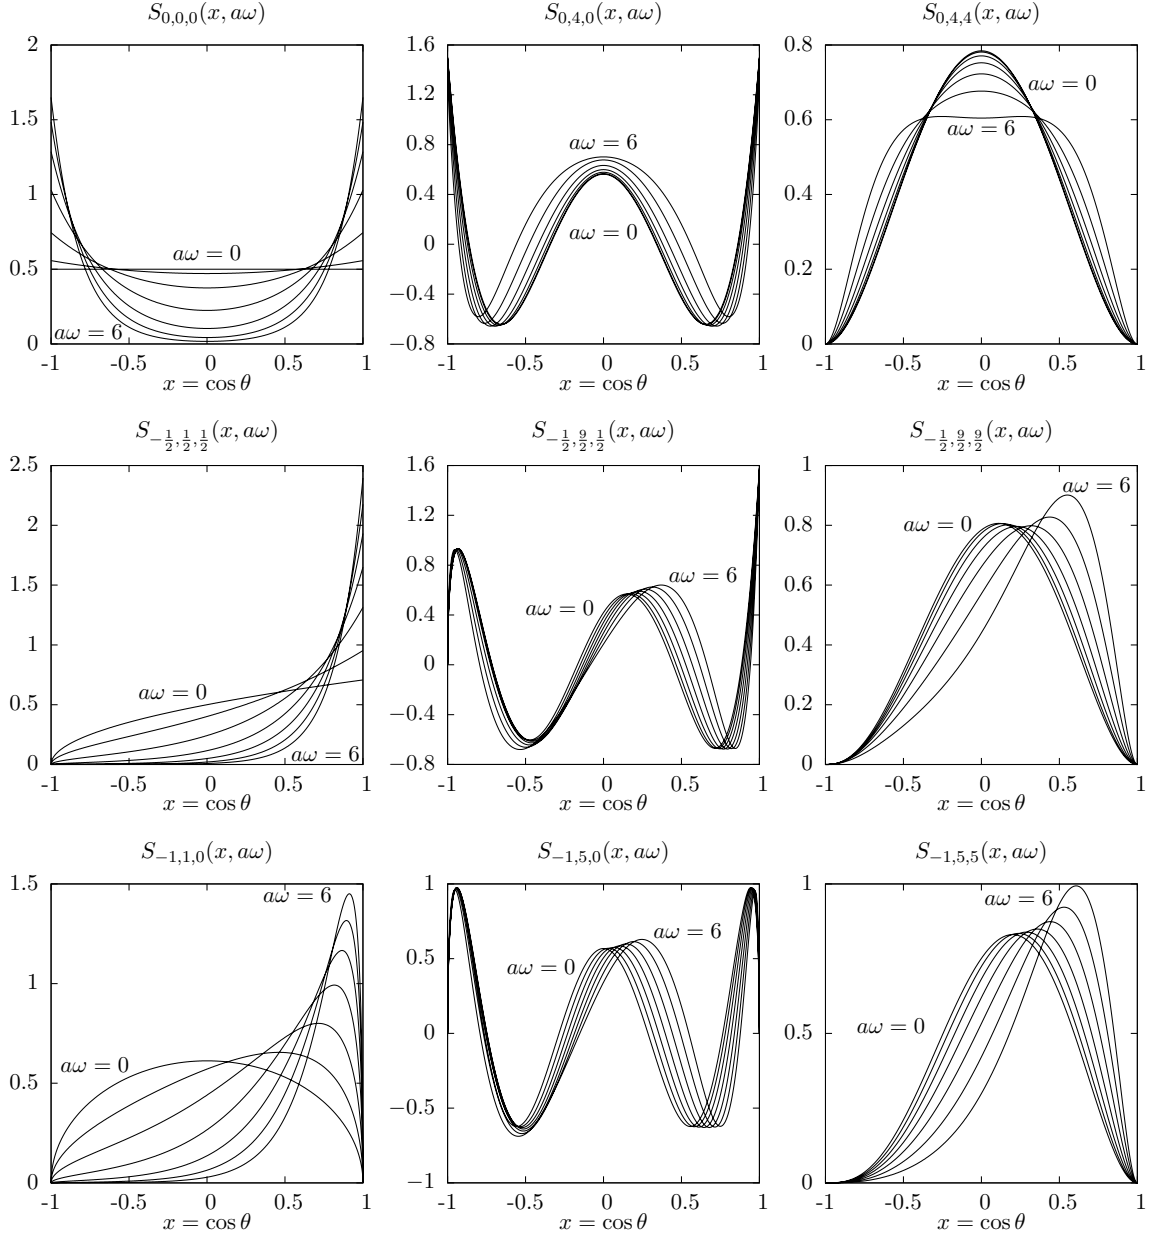 S_{0,0,0}(x, aω)
2
1.5
1
0.5
0
aω = 0
aω = 6
-1 -0.5 0 0.5 1
x = cos θ
S_{0,4,0}(x, aω)
1.6
1.2
0.8
0.4
0
−0.4
−0.8
aω = 6
aω = 0
-1 -0.5 0 0.5 1
x = cos θ
S_{0,4,4}(x, aω)
0.8
0.6
0.4
0.2
0
aω = 0
aω = 6
-1 -0.5 0 0.5 1
x = cos θ
S_{-1/2,1/2,1/2}(x, aω)
2.5
2
1.5
1
0.5
0
aω = 0
aω = 6
-1 -0.5 0 0.5 1
x = cos θ
S_{-1/2,9/2,1/2}(x, aω)
1.6
1.2
0.8
0.4
0
−0.4
−0.8
aω = 6
aω = 0
-1 -0.5 0 0.5 1
x = cos θ
S_{-1/2,9/2,9/2}(x, aω)
1
0.8
0.6
0.4
0.2
0
aω = 6
aω = 0
-1 -0.5 0 0.5 1
x = cos θ
S_{-1,1,0}(x, aω)
1.5
1
0.5
0
aω = 6
aω = 0
-1 -0.5 0 0.5 1
x = cos θ
S_{-1,5,0}(x, aω)
1
0.5
0
−0.5
−1
aω = 6
aω = 0
-1 -0.5 0 0.5 1
x = cos θ
S_{-1,5,5}(x, aω)
1
0.5
0
aω = 6
aω = 0
-1 -0.5 0 0.5 1
x = cos θ